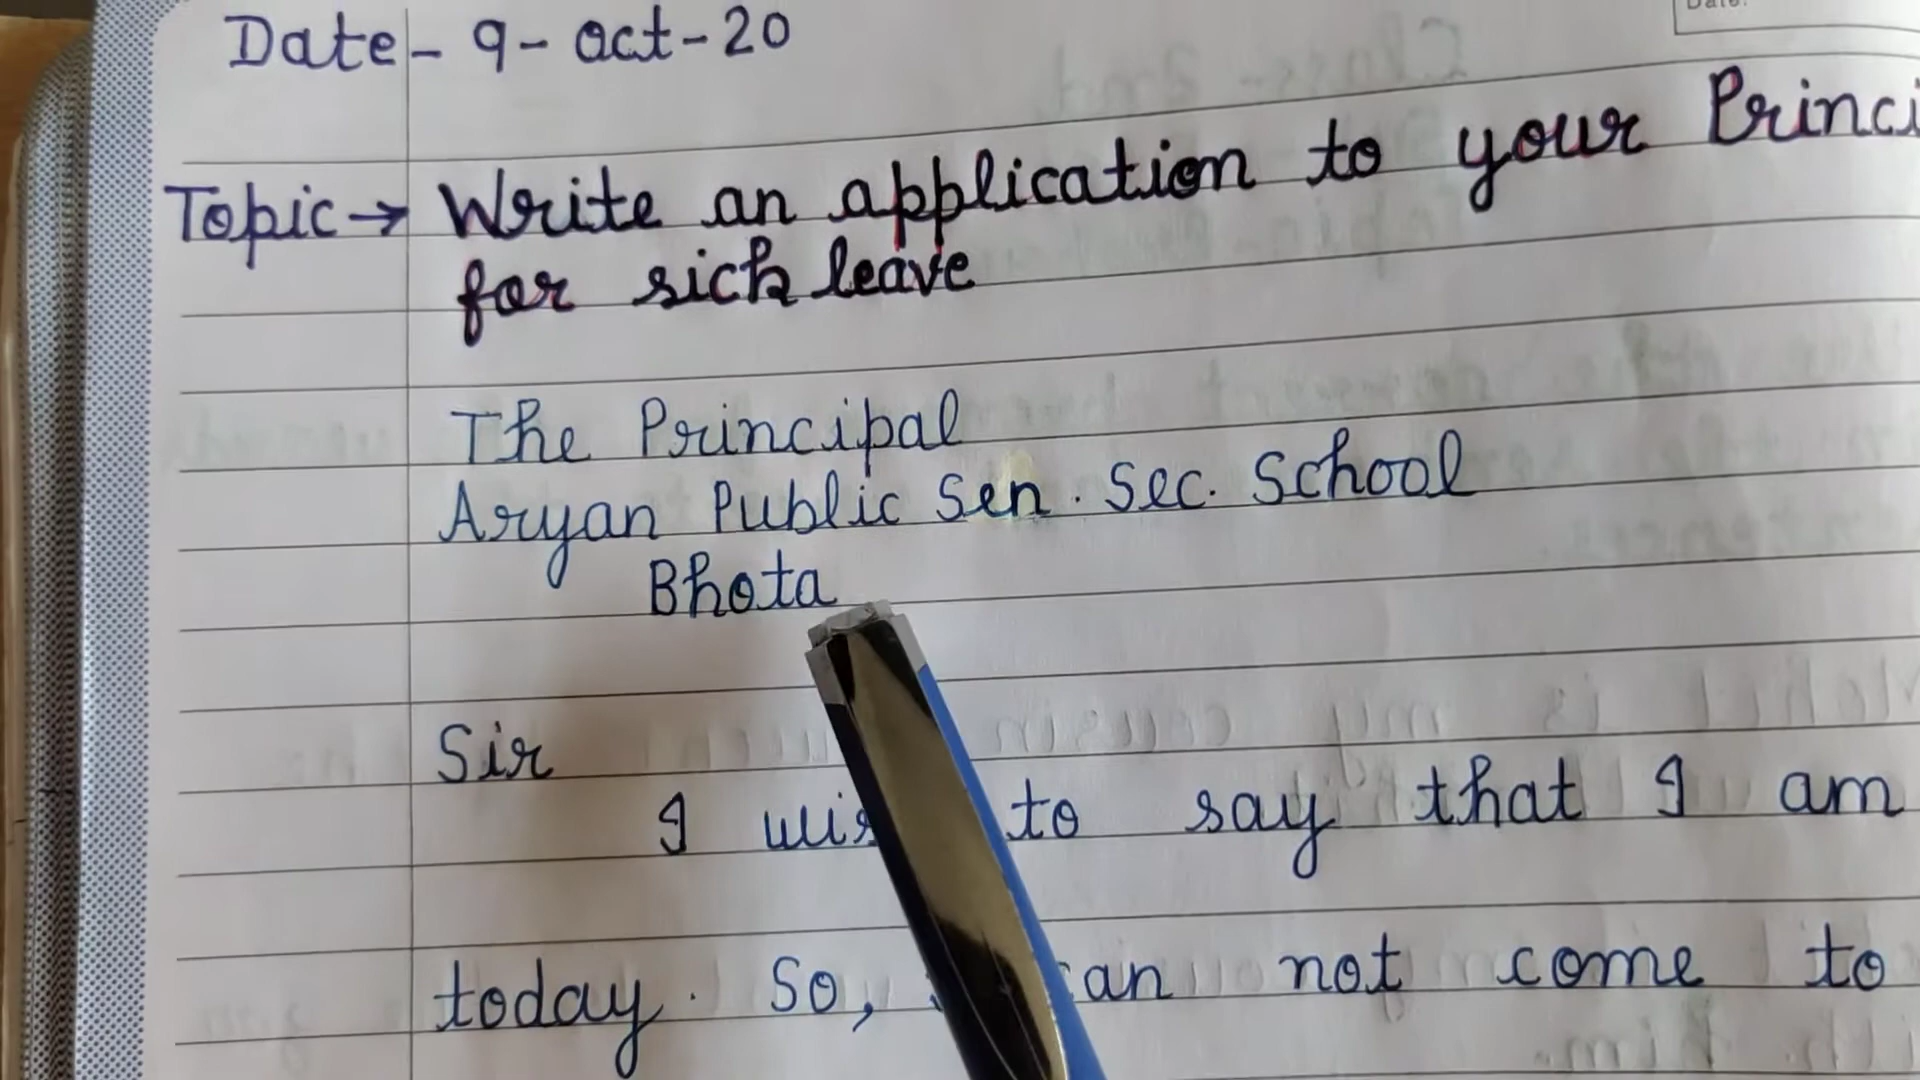 Date:
Date - 9 - Oct - 20
Topic → Write an application to your Princi
for sick leave
The Principal
Aryan Public Sen. Sec. School
Bhota
Sir
I to say that I am
today. So, not come to